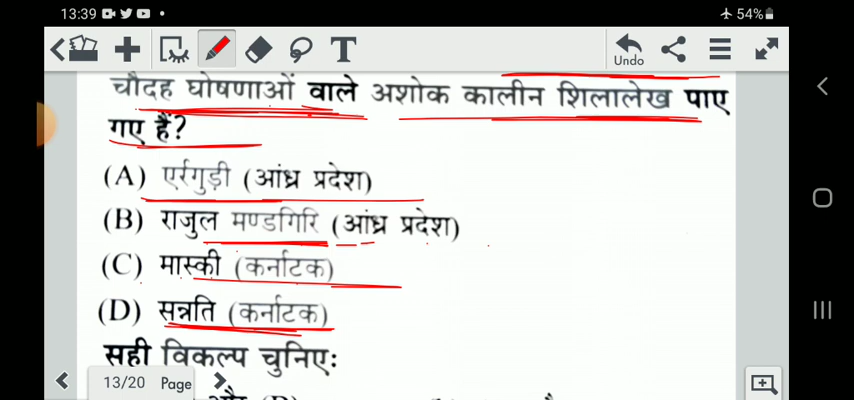 13:39
54%
Undo
चौदह घोषणाओं वाले अशोक कालीन शिलालेख पाए
गए हैं?
(A) एर्रगुड़ी (आंध्र प्रदेश)
(B) राजुल मण्डगिरि (आंध्र प्रदेश)
(C) मास्की (कर्नाटक)
(D) सन्नति (कर्नाटक)
सही विकल्प चुनिए:
13/20 Page